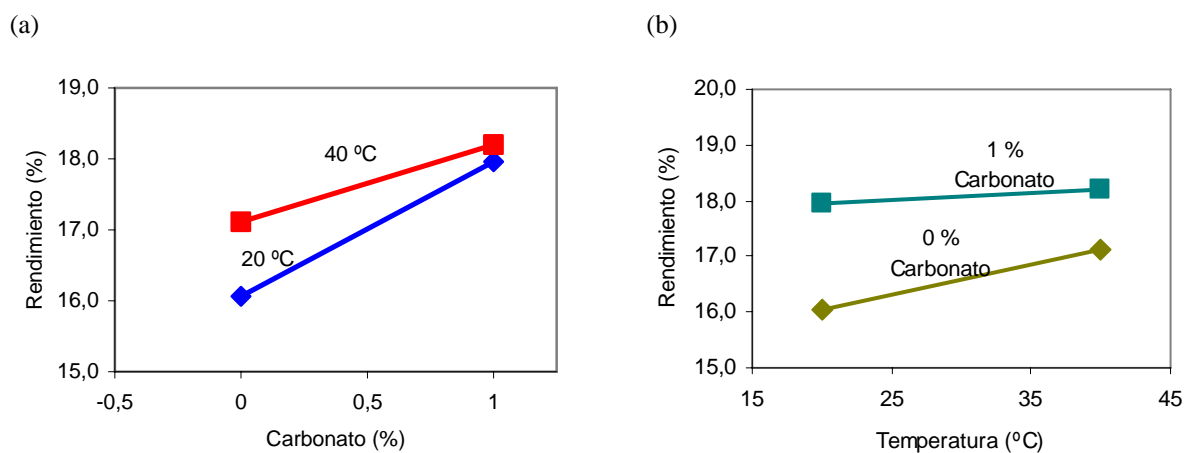 (a)
Rendimiento (%)
19,0
18,0
17,0
16,0
15,0
40 ºC
20 ºC
-0,5
0
0,5
1
Carbonato (%)
(b)
Rendimiento (%)
20,0
19,0
18,0
17,0
16,0
15,0
1 %
Carbonato
0 %
Carbonato
15
25
35
45
Temperatura (ºC)